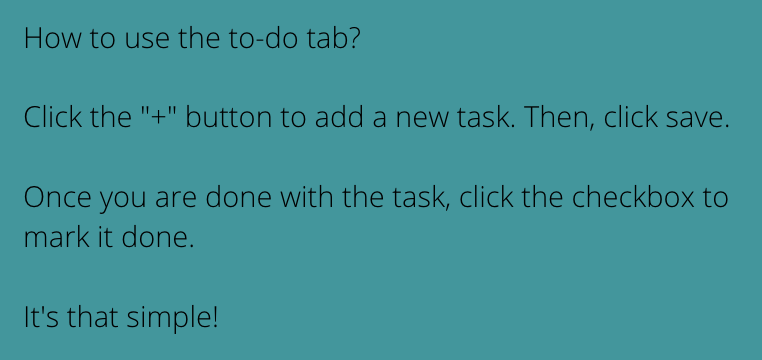 How to use the to-do tab?
Click the "+" button to add a new task. Then, click save.
Once you are done with the task, click the checkbox to
mark it done.
It's that simple!